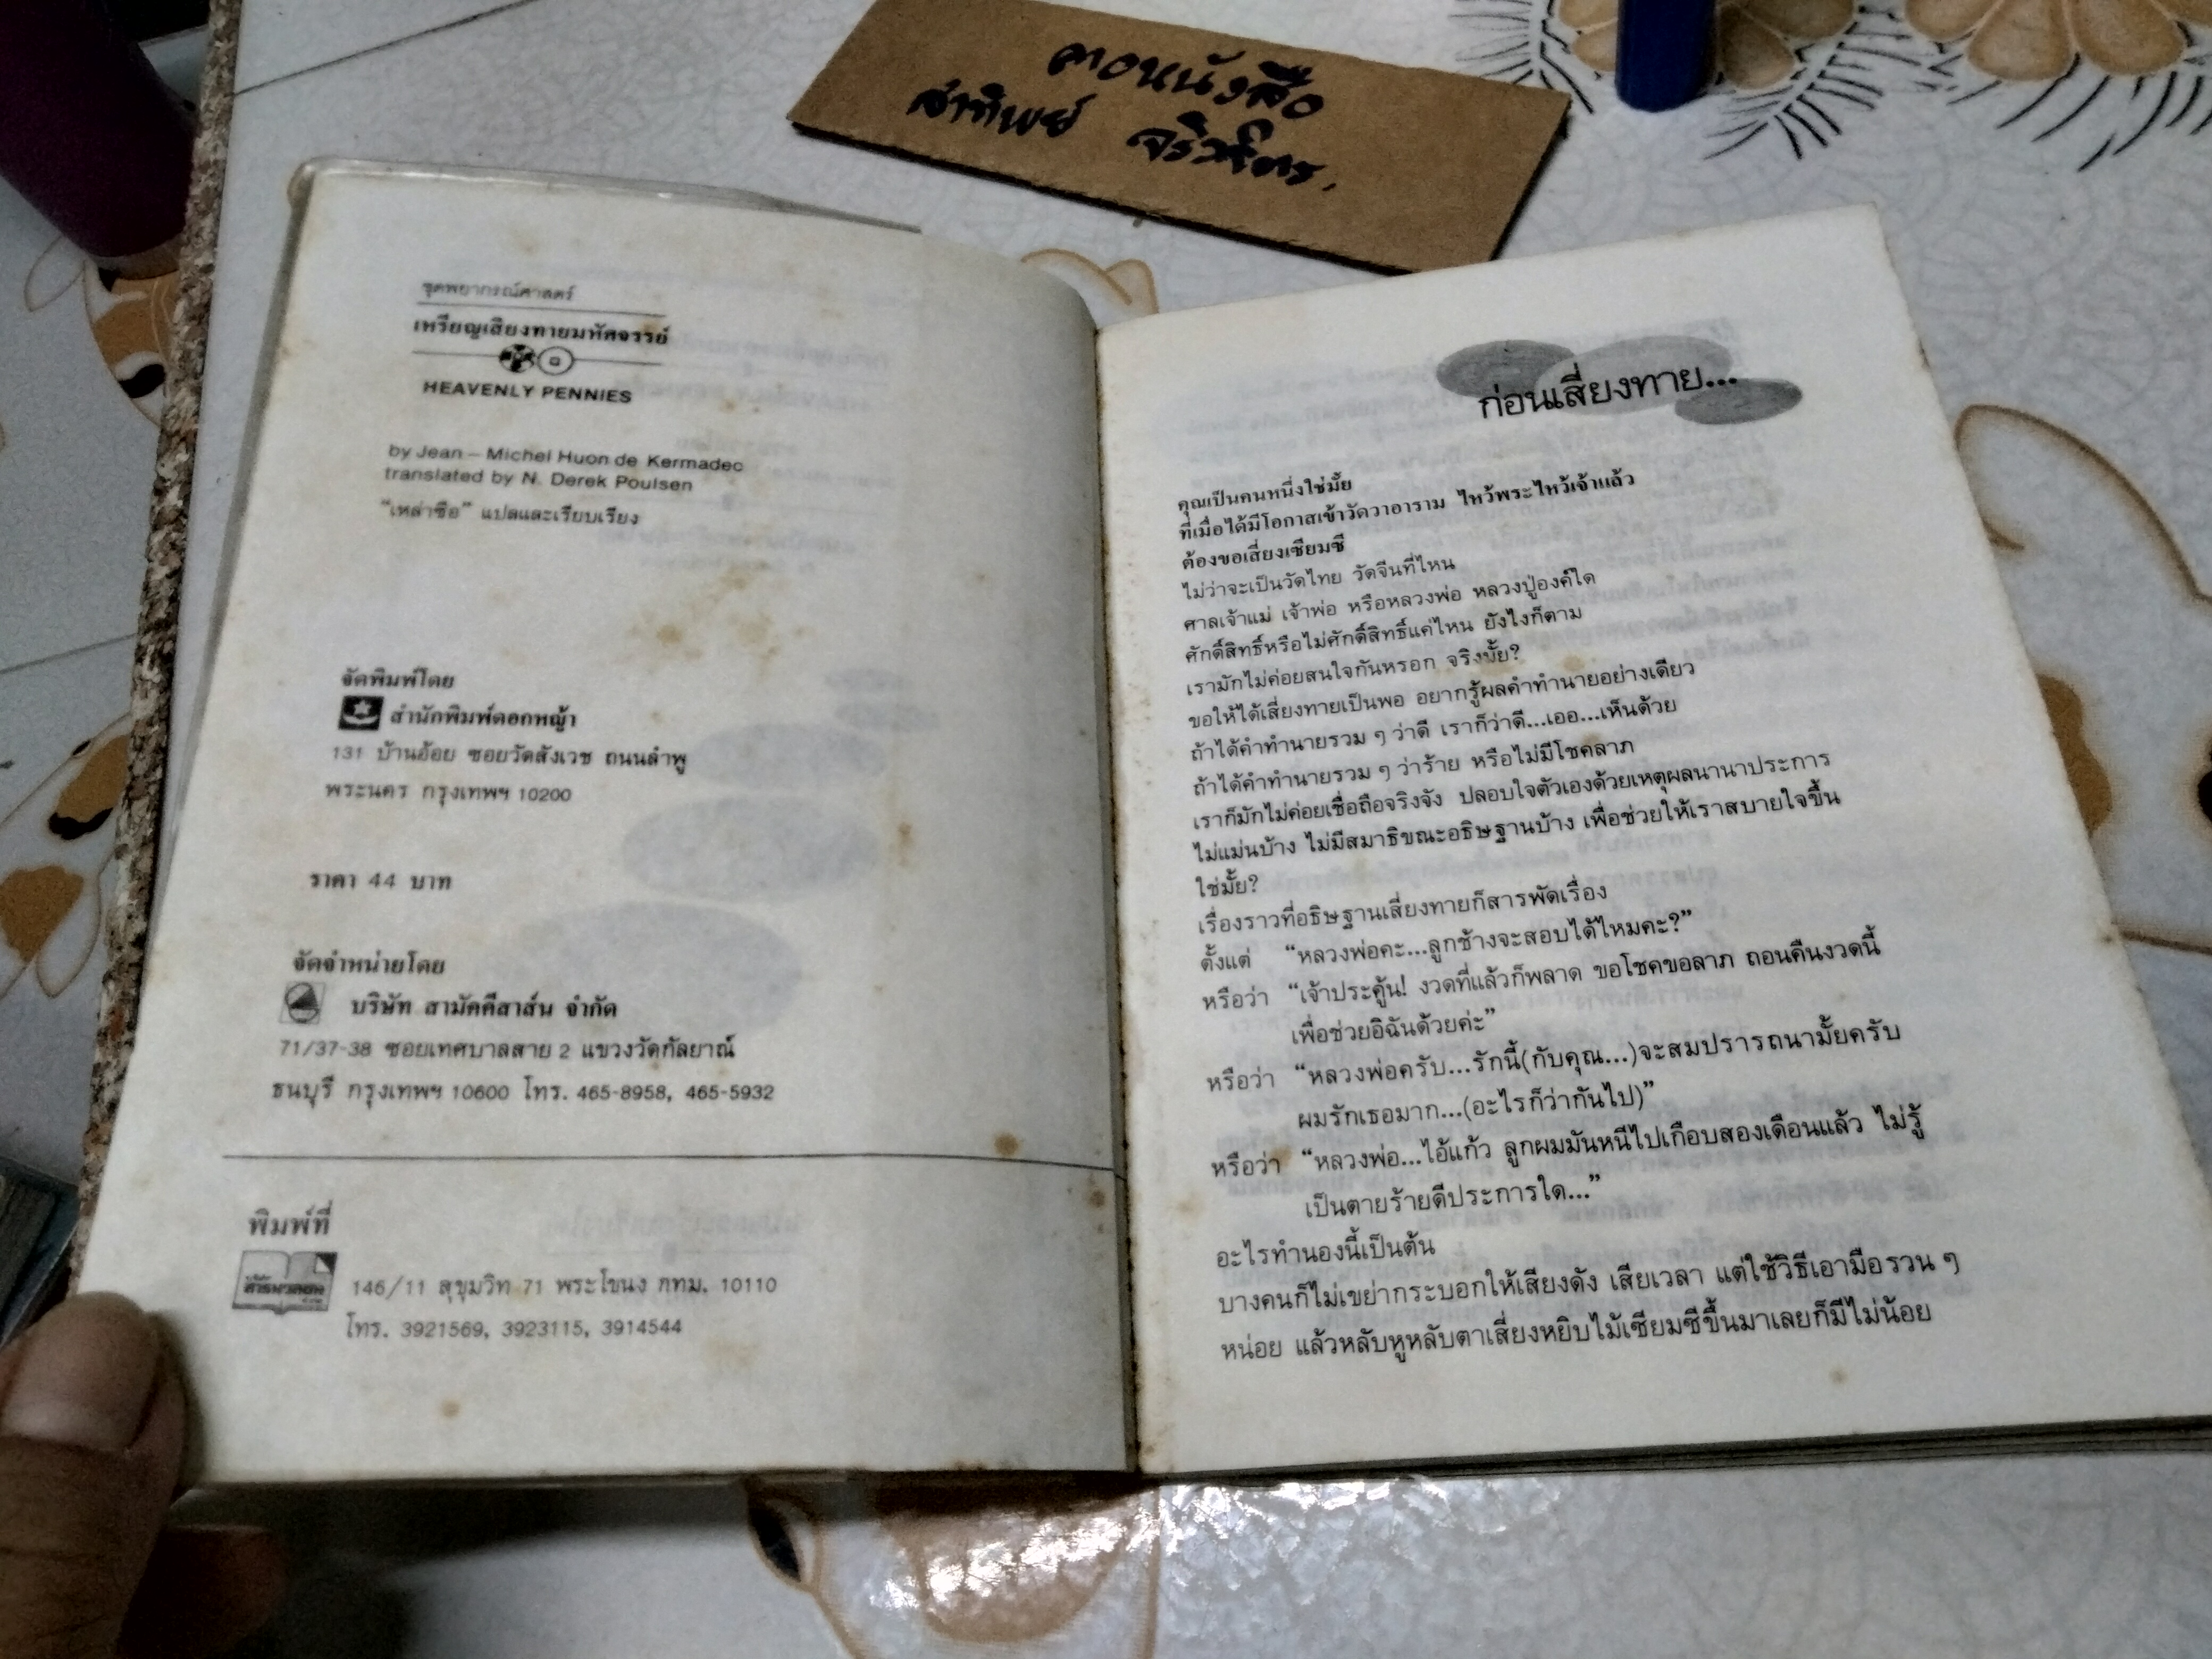 ตอหนังสือ
สาทิพย์
ชุดพยากรณ์ศาสตร์
เหรียญเสี่ยงทายมหัศจรรย์
HEAVENLY PENNIES
by Jean – Michel Huon de Kermadec
translated by N. Derek Poulsen
“เหล่าซือ” แปลและเรียบเรียง
จัดพิมพ์โดย
สำนักพิมพ์ดอกหญ้า
131 บ้านอ้อย ซอยวัดสังเวช ถนนลำพู
พระนคร กรุงเทพฯ 10200
ราคา 44 บาท
จัดจำหน่ายโดย
บริษัท สามัคคีสาส์น จำกัด
71/37-38 ซอยเทศบาลสาย 2 แขวงวัดกัลยาณ์
ธนบุรี กรุงเทพฯ 10600 โทร. 465-8958, 465-5932
พิมพ์ที่
146/11 สุขุมวิท 71 พระโขนง กทม. 10110
โทร. 3921569, 3923115, 3914544
ก่อนเสี่ยงทาย...
คุณเป็นคนหนึ่งใช่มั้ย
ที่เมื่อได้มีโอกาสเข้าวัดวาอาราม ไหว้พระไหว้เจ้าแล้ว
ต้องขอเสี่ยงเซียมซี
ไม่ว่าจะเป็นวัดไทย วัดจีนที่ไหน
ศาลเจ้าแม่ เจ้าพ่อ หรือหลวงพ่อ หลวงปู่องค์ใด
ศักดิ์สิทธิ์หรือไม่ศักดิ์สิทธิ์แค่ไหน ยังไงก็ตาม
เรามักไม่ค่อยสนใจกันหรอก จริงมั้ย?
ขอให้ได้เสี่ยงทายเป็นพอ อยากรู้ผลคำทำนายอย่างเดียว
ถ้าได้คำทำนายรวม ๆ ว่าดี เราก็ว่าดี...เออ...เห็นด้วย
ถ้าได้คำทำนายรวม ๆ ว่าร้าย หรือไม่มีโชคลาภ
เราก็มักไม่ค่อยเชื่อถือจริงจัง ปลอบใจตัวเองด้วยเหตุผลนานาประการ
ไม่แม่นบ้าง ไม่มีสมาธิขณะอธิษฐานบ้าง เพื่อช่วยให้เราสบายใจขึ้น
ใช่มั้ย?
เรื่องราวที่อธิษฐานเสี่ยงทายก็สารพัดเรื่อง
ตั้งแต่ “หลวงพ่อคะ...ลูกช้างจะสอบได้ไหมคะ?”
หรือว่า “เจ้าประคู้น! งวดที่แล้วก็พลาด ขอโชคขอลาภ ถอนคืนงวดนี้
เพื่อช่วยอิฉันด้วยค่ะ”
หรือว่า “หลวงพ่อครับ...รักนี้(กับคุณ...)จะสมปรารถนามั้ยครับ
ผมรักเธอมาก...(อะไรก็ว่ากันไป)”
หรือว่า “หลวงพ่อ...ไอ้แก้ว ลูกผมมันหนีไปเกือบสองเดือนแล้ว ไม่รู้
เป็นตายร้ายดีประการใด...”
อะไรทำนองนี้เป็นต้น
บางคนก็ไม่เขย่ากระบอกให้เสียงดัง เสียเวลา แต่ใช้วิธีเอามือรวน ๆ
หน่อย แล้วหลับหูหลับตาเสี่ยงหยิบไม้เซียมซีขึ้นมาเลยก็มีไม่น้อย